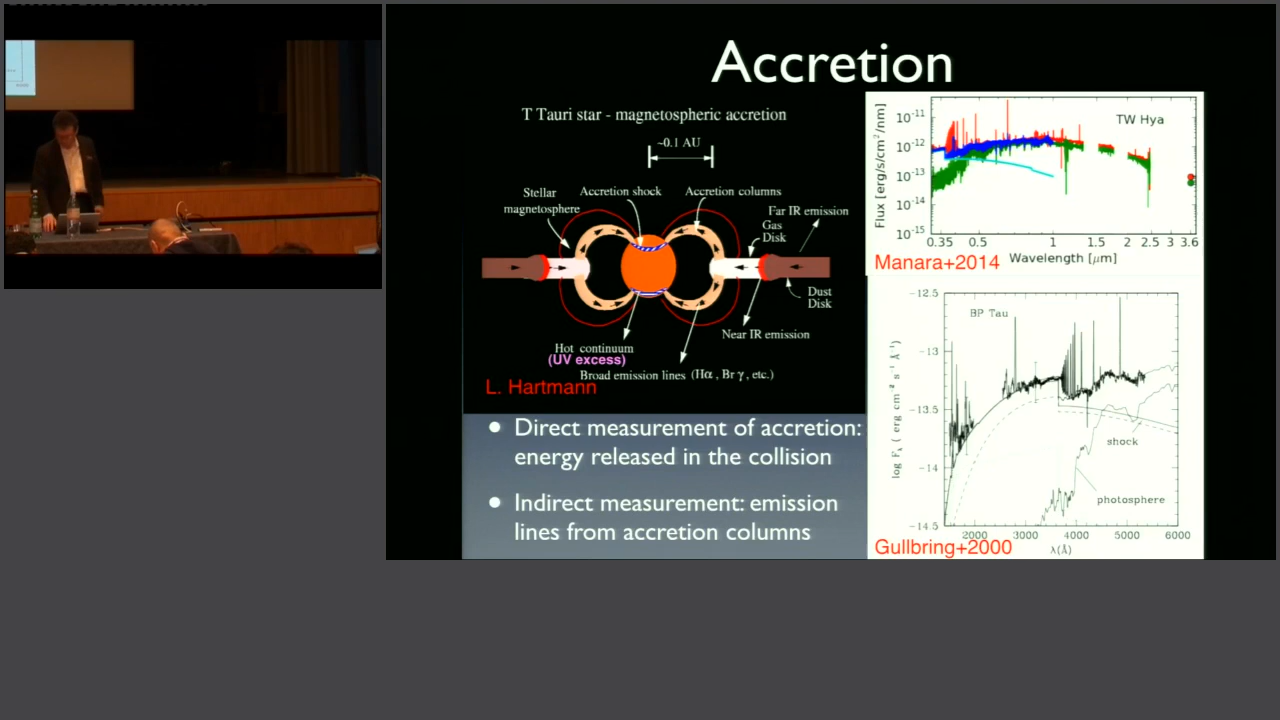 Accretion
T Tauri star - magnetospheric accretion
~0.1 AU
Stellar
magnetosphere
Accretion shock
Accretion columns
Far IR emission
Gas
Disk
Dust
Disk
Near IR emission
Hot continuum
(UV excess)
Broad emission lines (Hα, Br γ, etc.)
L. Hartmann
• Direct measurement of accretion:
energy released in the collision
• Indirect measurement: emission
lines from accretion columns
TW Hya
Flux [erg/s/cm²/nm]
10⁻¹¹
10⁻¹²
10⁻¹³
10⁻¹⁴
10⁻¹⁵
0.35 0.5 1 1.5 2 2.5 3 3.6
Wavelength [μm]
Manara+2014
BP Tau
log Fλ ( erg cm⁻² s⁻¹ Å⁻¹ )
−12.5
−13
−13.5
−14
−14.5
shock
photosphere
2000 3000 4000 5000 6000
λ(Å)
Gullbring+2000